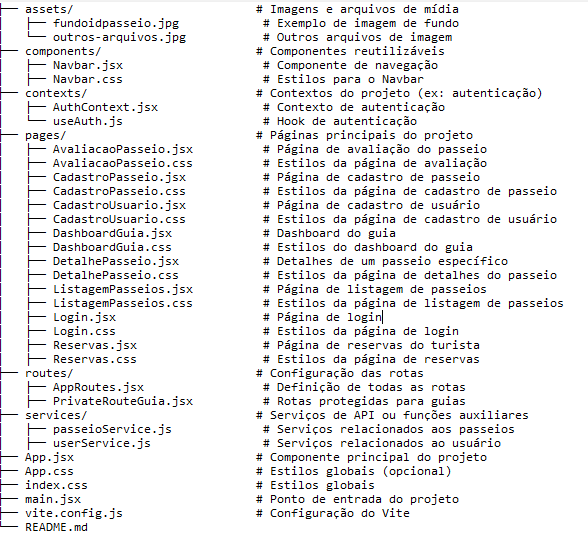 ├── assets/                          # Imagens e arquivos de mídia
│   ├── fundoidpasseio.jpg            # Exemplo de imagem de fundo
│   └── outros-arquivos.jpg           # Outros arquivos de imagem
├── components/                      # Componentes reutilizáveis
│   ├── Navbar.jsx                    # Componente de navegação
│   └── Navbar.css                    # Estilos para o Navbar
├── contexts/                        # Contextos do projeto (ex: autenticação)
│   ├── AuthContext.jsx               # Contexto de autenticação
│   └── useAuth.js                    # Hook de autenticação
├── pages/                           # Páginas principais do projeto
│   ├── AvaliacaoPasseio.jsx          # Página de avaliação do passeio
│   ├── AvaliacaoPasseio.css          # Estilos da página de avaliação
│   ├── CadastroPasseio.jsx           # Página de cadastro de passeio
│   ├── CadastroPasseio.css           # Estilos da página de cadastro de passeio
│   ├── CadastroUsuario.jsx           # Página de cadastro de usuário
│   ├── CadastroUsuario.css           # Estilos da página de cadastro de usuário
│   ├── DashboardGuia.jsx             # Dashboard do guia
│   ├── DashboardGuia.css             # Estilos do dashboard do guia
│   ├── DetalhePasseio.jsx            # Detalhes de um passeio específico
│   ├── DetalhePasseio.css            # Estilos da página de detalhes do passeio
│   ├── ListagemPasseios.jsx          # Página de listagem de passeios
│   ├── ListagemPasseios.css          # Estilos da página de listagem de passeios
│   ├── Login.jsx                     # Página de login
│   ├── Login.css                     # Estilos da página de login
│   ├── Reservas.jsx                  # Página de reservas do turista
│   ├── Reservas.css                  # Estilos da página de reservas
├── routes/                          # Configuração das rotas
│   ├── AppRoutes.jsx                 # Definição de todas as rotas
│   ├── PrivateRouteGuia.jsx          # Rotas protegidas para guias
├── services/                        # Serviços de API ou funções auxiliares
│   ├── passeioService.js             # Serviços relacionados aos passeios
│   ├── userService.js                # Serviços relacionados ao usuário
├── App.jsx                          # Componente principal do projeto
├── App.css                          # Estilos globais (opcional)
├── index.css                        # Estilos globais
├── main.jsx                         # Ponto de entrada do projeto
├── vite.config.js                   # Configuração do Vite
└── README.md